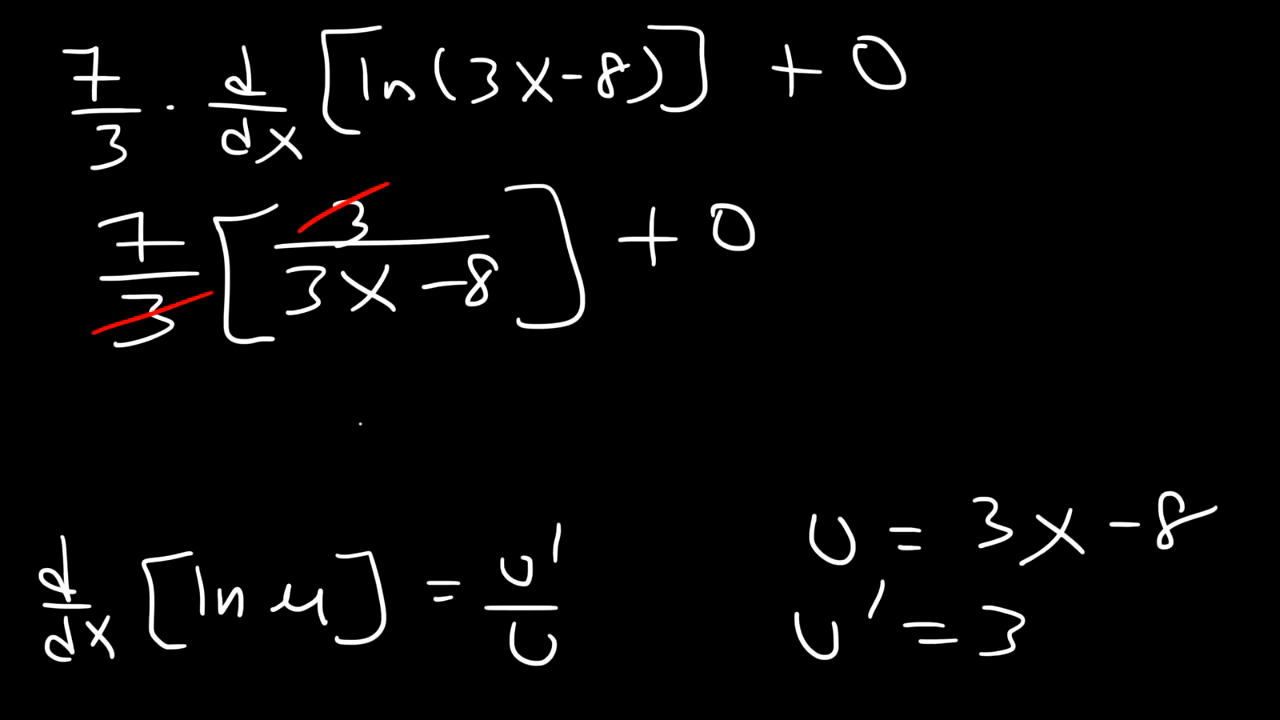 7/3 · d/dx [ln(3x-8)] + 0
7/3 [3/(3x-8)] + 0
d/dx [ln u] = u'/u
u = 3x-8
u' = 3